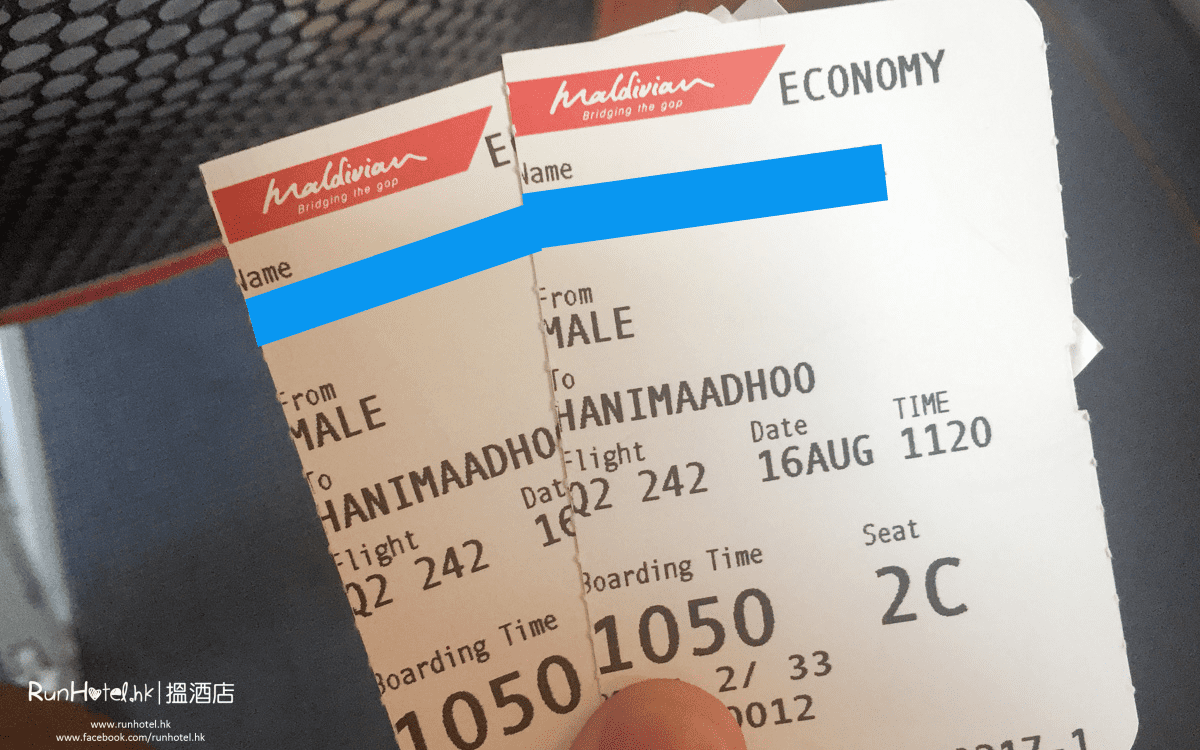 Maldivian
Bridging the gap
Name
From
MALE
To
HANIMAADHOO
Flight
Q2 242
Boarding Time
1050
Maldivian
Bridging the gap
ECONOMY
Name
From
MALE
To
HANIMAADHOO
Flight Date TIME
Q2 242 16AUG 1120
Boarding Time Seat
1050 2C
2/ 33
RunHotel.hk|搵酒店
www.runhotel.hk
www.facebook.com/runhotel.hk